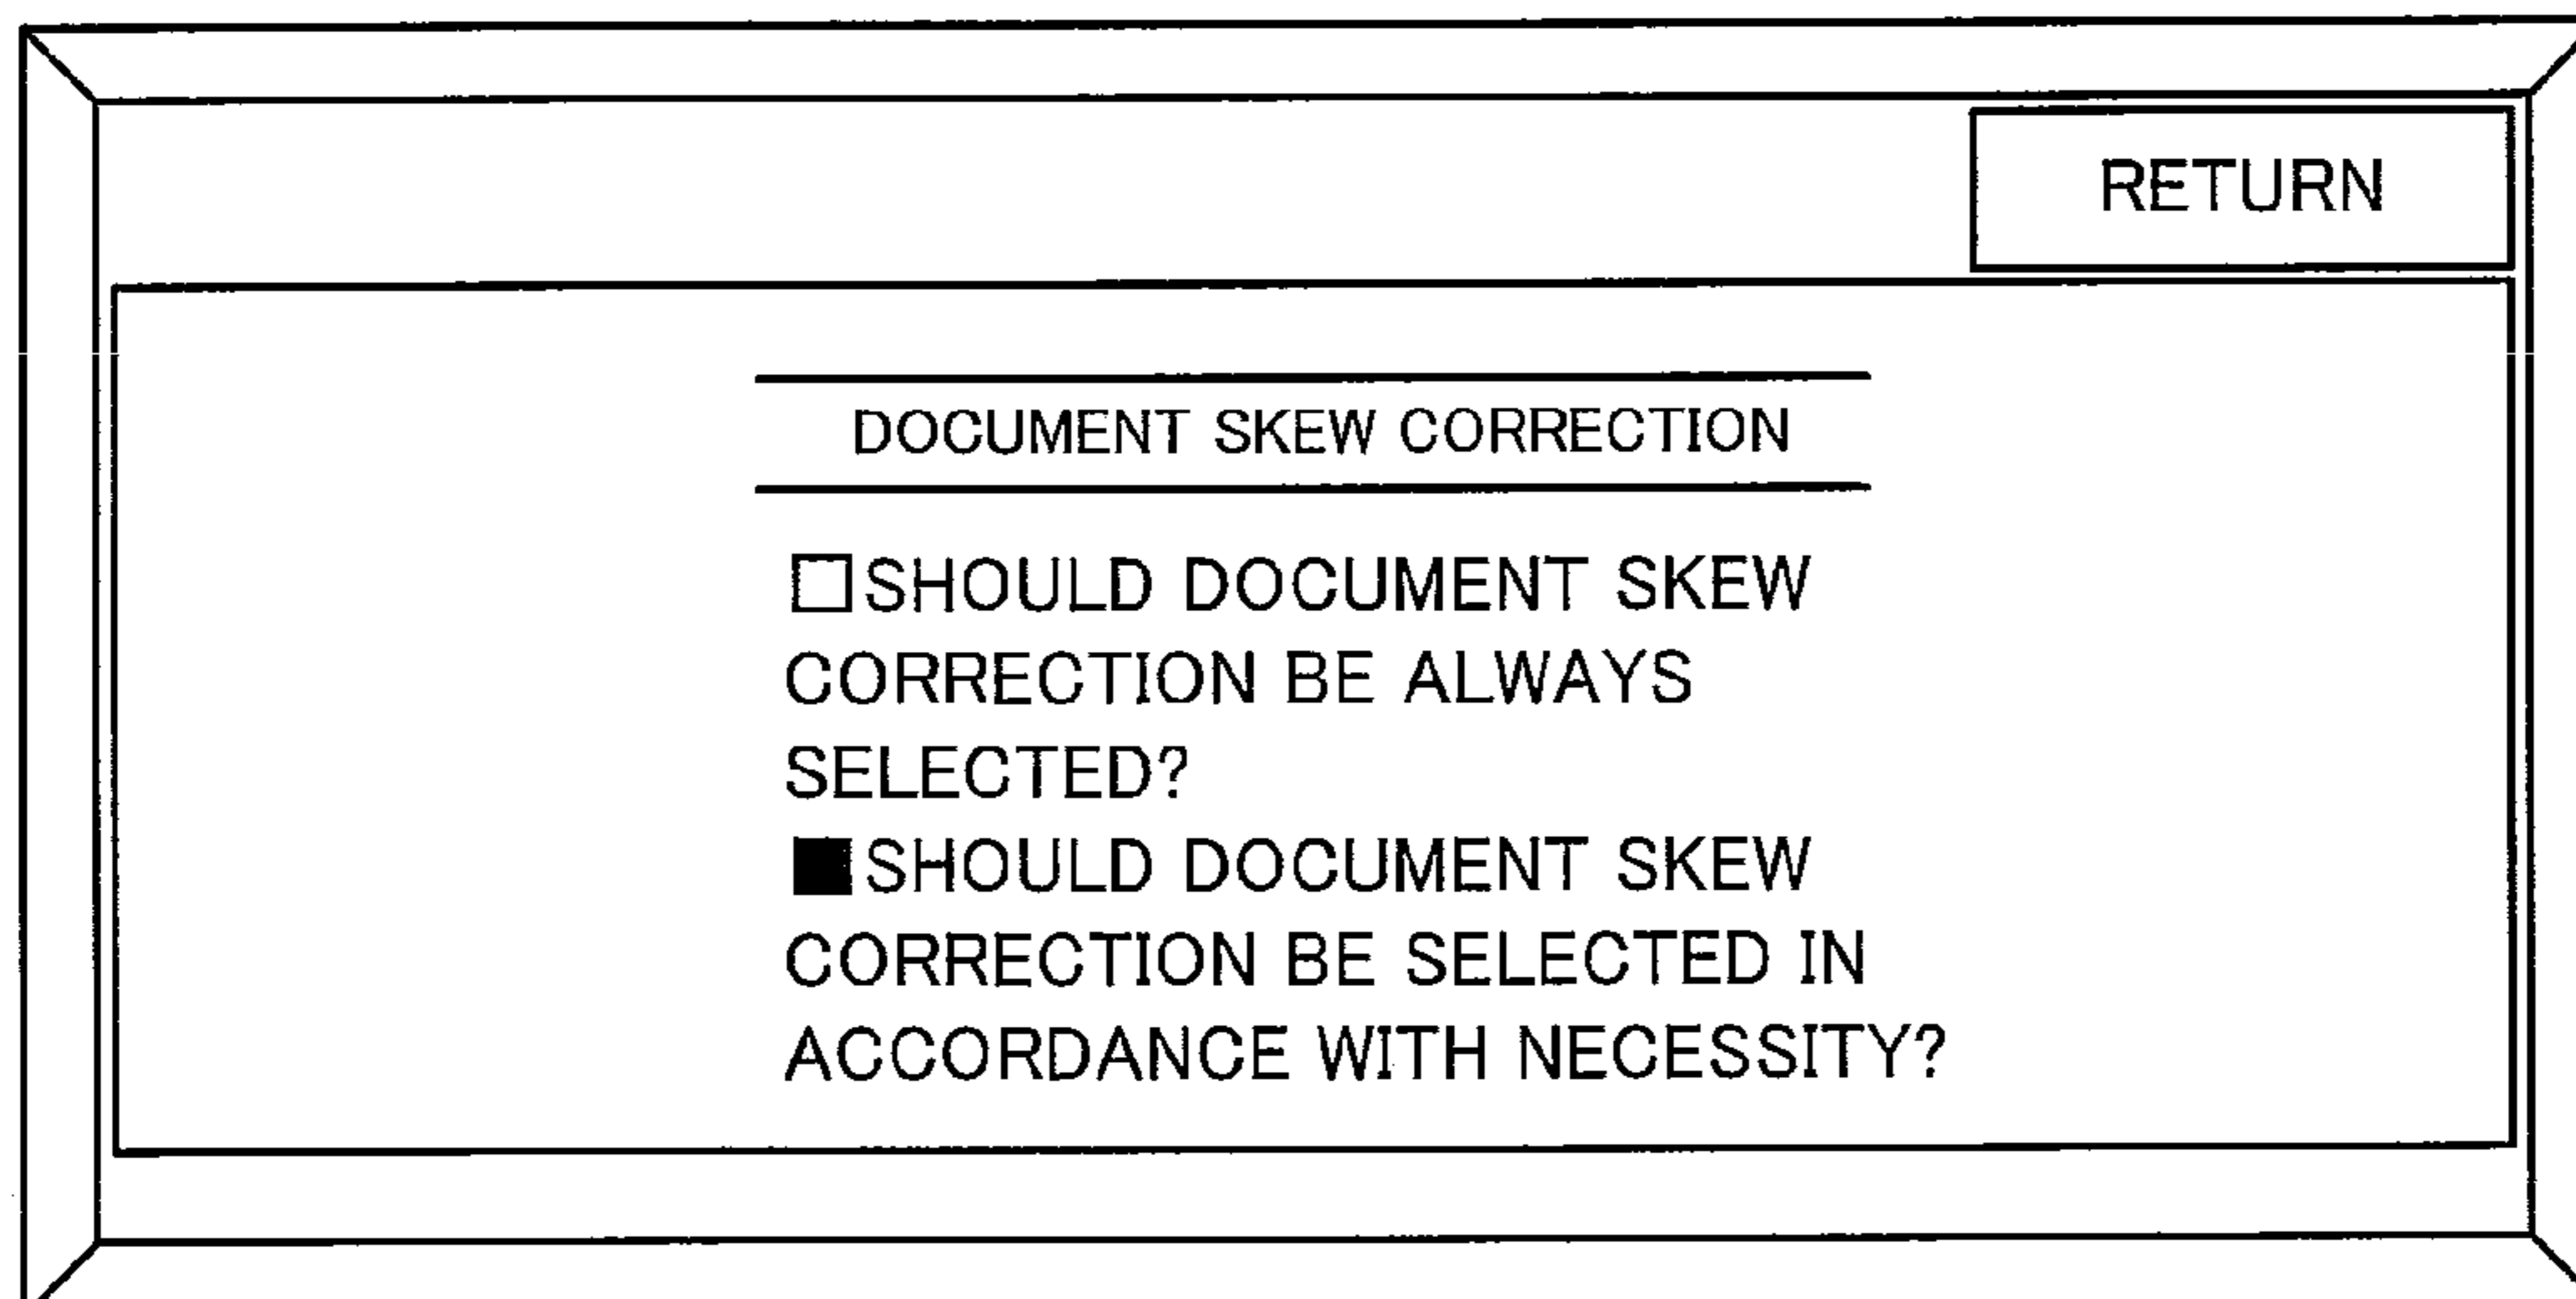 RETURN
DOCUMENT SKEW CORRECTION
□SHOULD DOCUMENT SKEW
CORRECTION BE ALWAYS
SELECTED?
■SHOULD DOCUMENT SKEW
CORRECTION BE SELECTED IN
ACCORDANCE WITH NECESSITY?